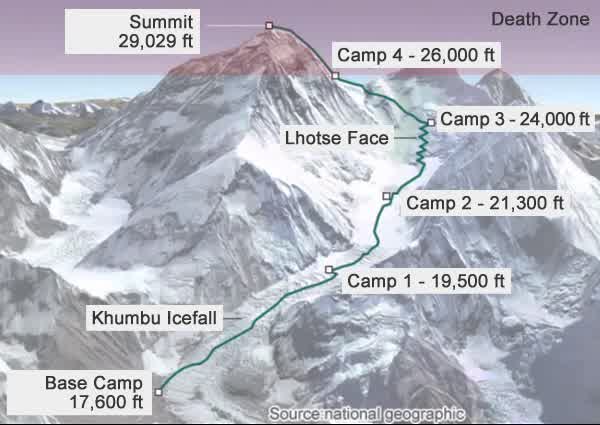 Summit
29,029 ft
Death Zone
Camp 4 - 26,000 ft
Camp 3 - 24,000 ft
Lhotse Face
Camp 2 - 21,300 ft
Camp 1 - 19,500 ft
Khumbu Icefall
Base Camp
17,600 ft
Source national geographic